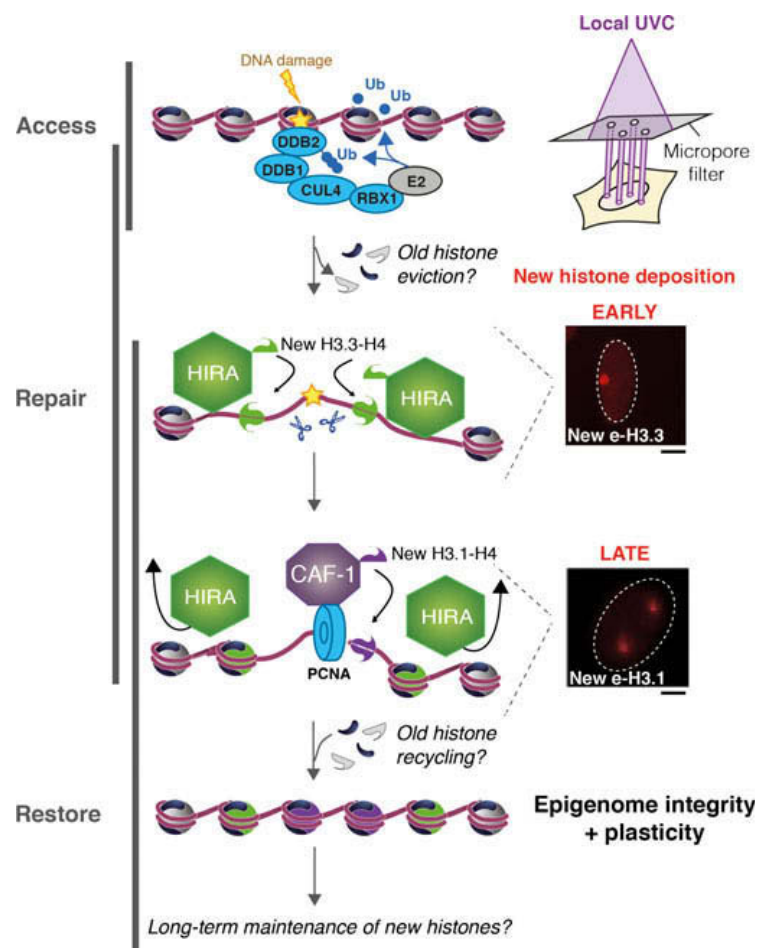 Local UVC
DNA damage
Ub
Ub
Access
DDB2
Ub
DDB1
E2
CUL4
RBX1
Micropore
filter
Old histone
eviction?
New histone deposition
EARLY
New H3.3-H4
HIRA
HIRA
Repair
New e-H3.3
New H3.1-H4
LATE
CAF-1
HIRA
HIRA
PCNA
New e-H3.1
Old histone
recycling?
Restore
Epigenome integrity
+ plasticity
Long-term maintenance of new histones?